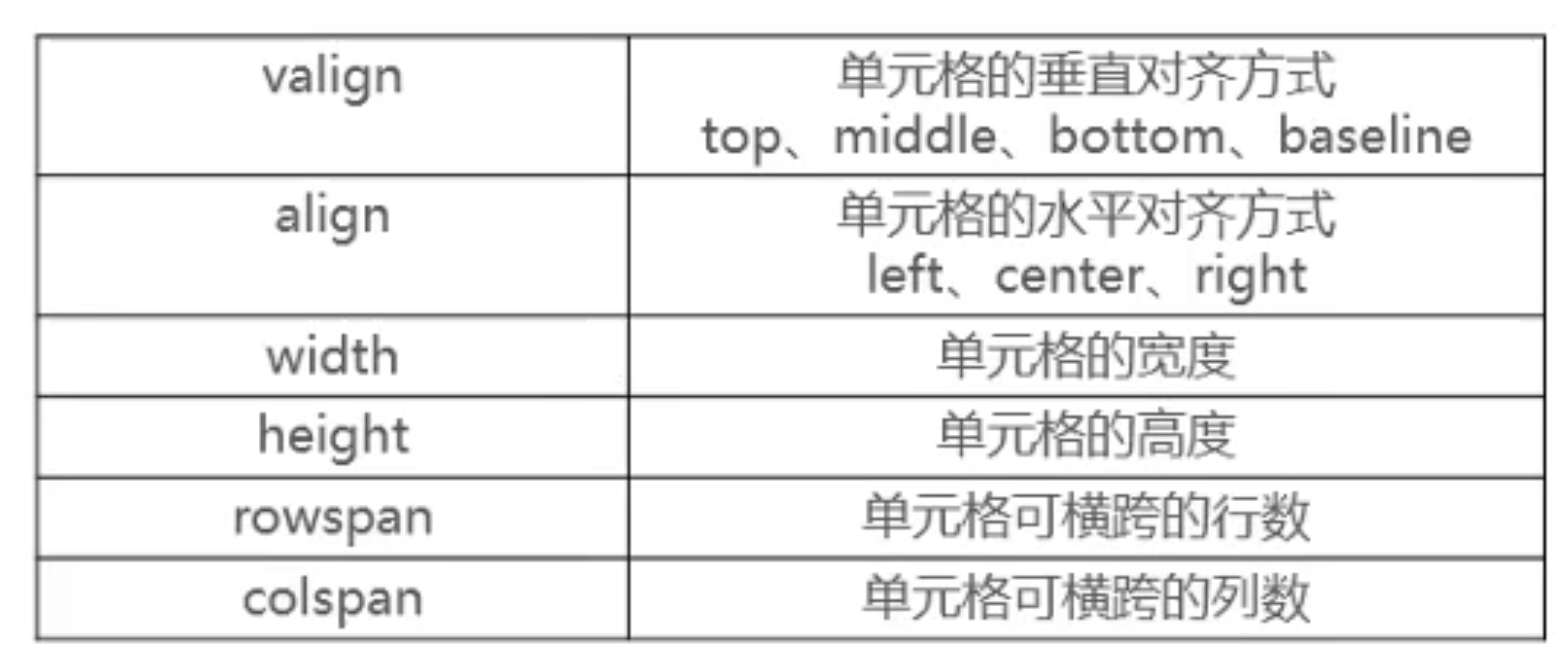 valign
单元格的垂直对齐方式
top、middle、bottom、baseline
align
单元格的水平对齐方式
left、center、right
width
单元格的宽度
height
单元格的高度
rowspan
单元格可横跨的行数
colspan
单元格可横跨的列数